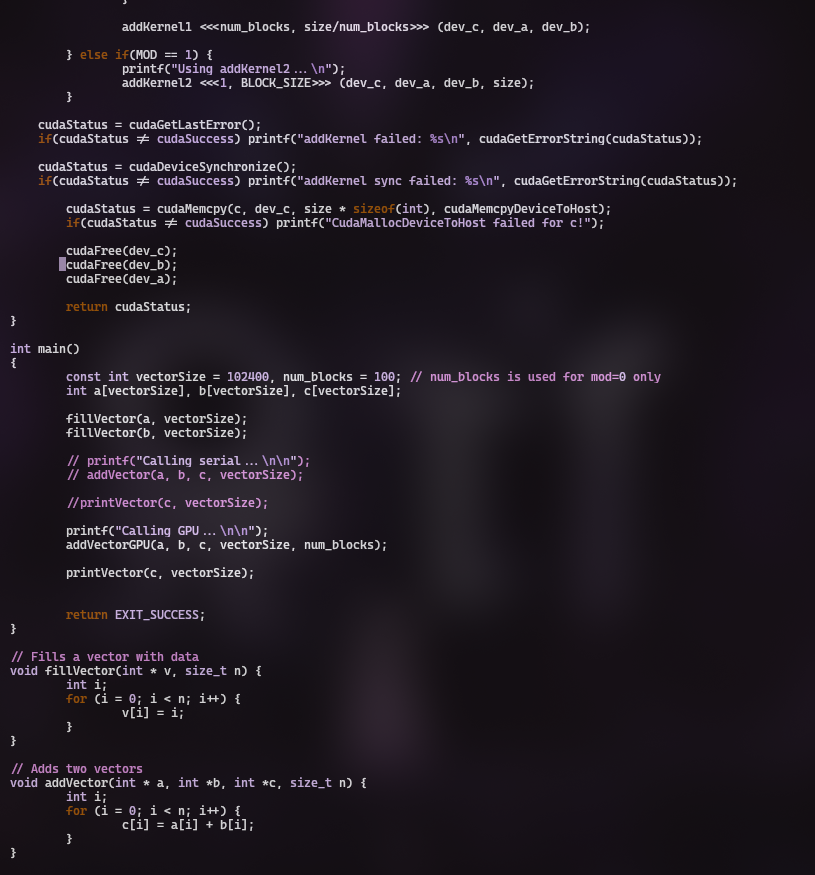 }
addKernel1 <<<num_blocks, size/num_blocks>>> (dev_c, dev_a, dev_b);
} else if(MOD == 1) {
printf("Using addKernel2...\n");
addKernel2 <<<1, BLOCK_SIZE>>> (dev_c, dev_a, dev_b, size);
}
cudaStatus = cudaGetLastError();
if(cudaStatus != cudaSuccess) printf("addKernel failed: %s\n", cudaGetErrorString(cudaStatus));
cudaStatus = cudaDeviceSynchronize();
if(cudaStatus != cudaSuccess) printf("addKernel sync failed: %s\n", cudaGetErrorString(cudaStatus));
cudaStatus = cudaMemcpy(c, dev_c, size * sizeof(int), cudaMemcpyDeviceToHost);
if(cudaStatus != cudaSuccess) printf("CudaMallocDeviceToHost failed for c!");
cudaFree(dev_c);
cudaFree(dev_b);
cudaFree(dev_a);
return cudaStatus;
}
int main()
{
const int vectorSize = 102400, num_blocks = 100; // num_blocks is used for mod=0 only
int a[vectorSize], b[vectorSize], c[vectorSize];
fillVector(a, vectorSize);
fillVector(b, vectorSize);
// printf("Calling serial...\n\n");
// addVector(a, b, c, vectorSize);
//printVector(c, vectorSize);
printf("Calling GPU...\n\n");
addVectorGPU(a, b, c, vectorSize, num_blocks);
printVector(c, vectorSize);
return EXIT_SUCCESS;
}
// Fills a vector with data
void fillVector(int * v, size_t n) {
int i;
for (i = 0; i < n; i++) {
v[i] = i;
}
}
// Adds two vectors
void addVector(int * a, int *b, int *c, size_t n) {
int i;
for (i = 0; i < n; i++) {
c[i] = a[i] + b[i];
}
}